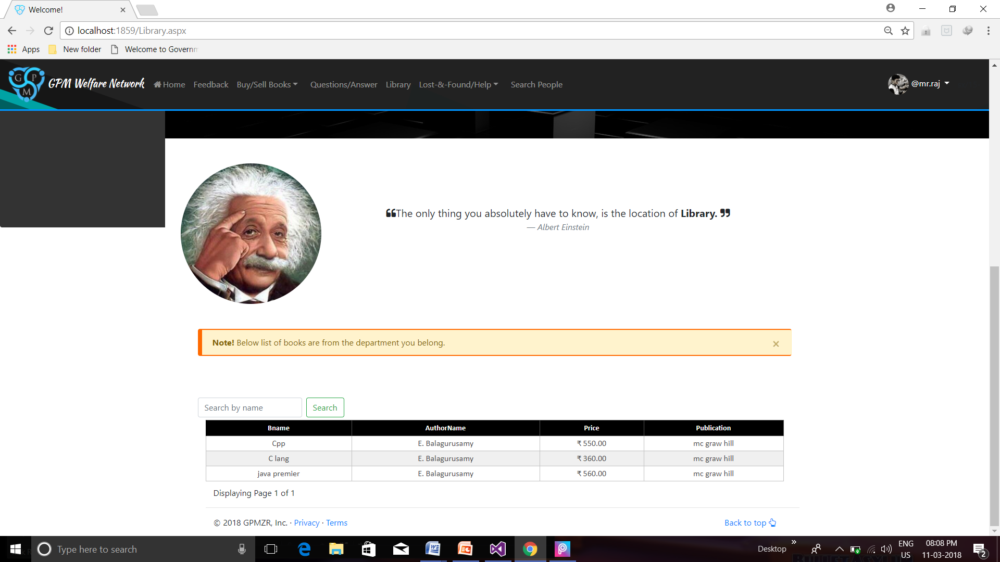 Welcome!
localhost:1859/Library.aspx
Apps New folder Welcome to Governm
G P M GPM Welfare Network Home Feedback Buy/Sell Books Questions/Answer Library Lost-&-Found/Help Search People @mr.raj
❝The only thing you absolutely have to know, is the location of Library. ❞
— Albert Einstein
Note! Below list of books are from the department you belong. ×
Search by name Search
Bname AuthorName Price Publication
Cpp E. Balagurusamy ₹ 550.00 mc graw hill
C lang E. Balagurusamy ₹ 360.00 mc graw hill
java premier E. Balagurusamy ₹ 560.00 mc graw hill
Displaying Page 1 of 1
© 2018 GPMZR, Inc. · Privacy · Terms Back to top
Type here to search Desktop » ENG 08:08 PM
US 11-03-2018 2